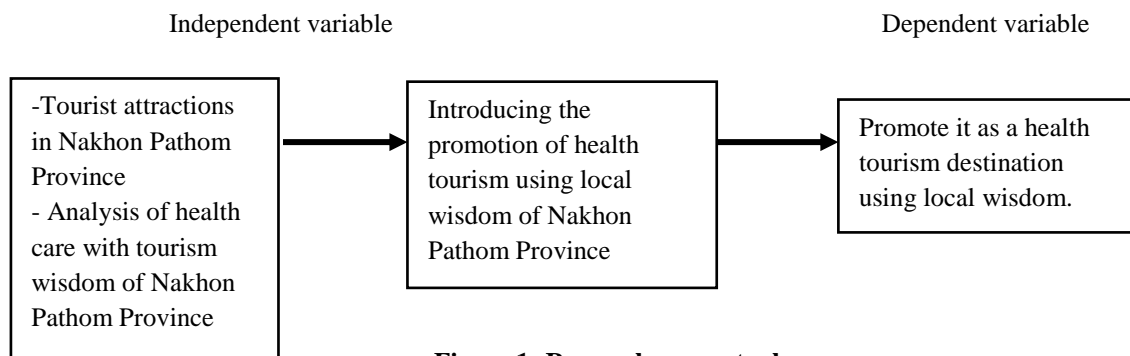 Independent variable
Dependent variable
-Tourist attractions
in Nakhon Pathom
Province
- Analysis of health
care with tourism
wisdom of Nakhon
Pathom Province
Introducing the
promotion of health
tourism using local
wisdom of Nakhon
Pathom Province
Promote it as a health
tourism destination
using local wisdom.